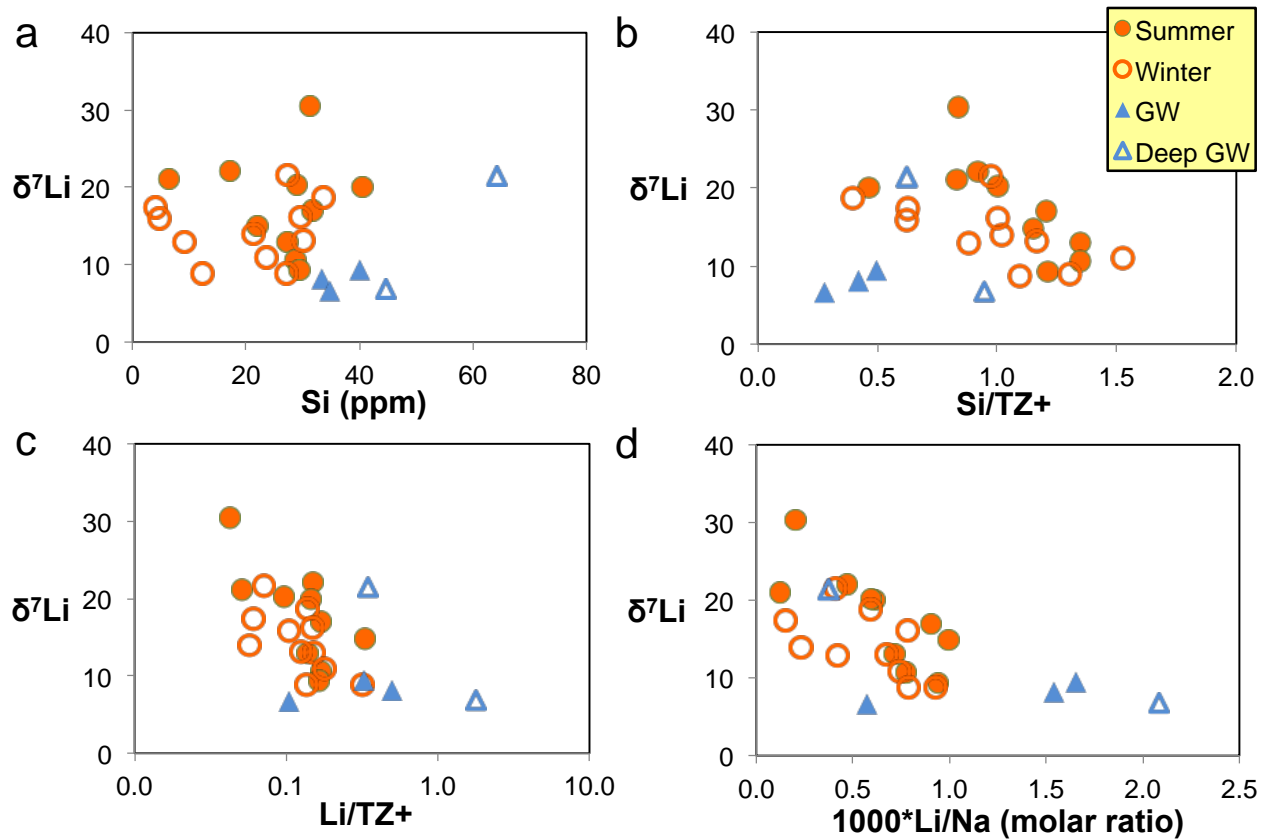 a
40
30
δ⁷Li
20
10
0
0 20 40 60 80
Si (ppm)
b
40
30
δ⁷Li
20
10
0
0.0 0.5 1.0 1.5 2.0
Si/TZ+
Summer
Winter
GW
Deep GW
c
40
30
δ⁷Li
20
10
0
0.0 0.1 1.0 10.0
Li/TZ+
d
40
30
δ⁷Li
20
10
0
0.0 0.5 1.0 1.5 2.0 2.5
1000*Li/Na (molar ratio)